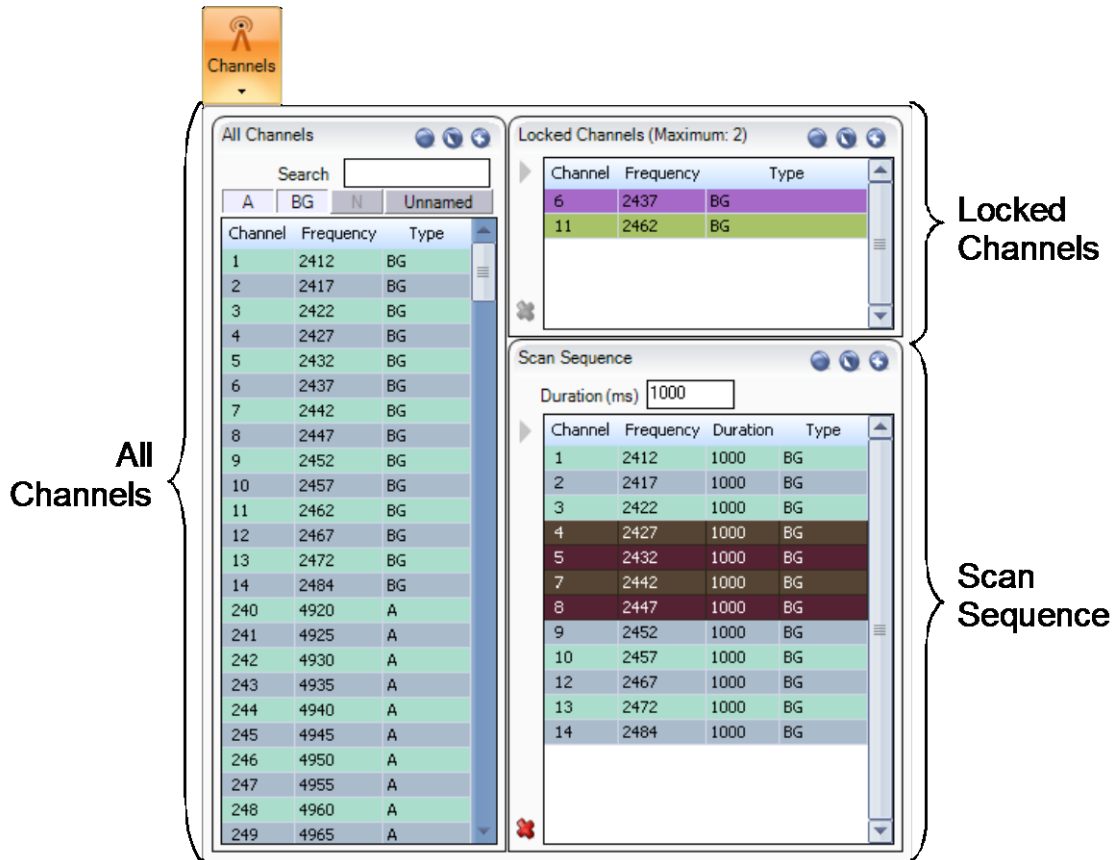 Channels
All Channels
Search
A BG N Unnamed
Channel Frequency Type
1 2412 BG
2 2417 BG
3 2422 BG
4 2427 BG
5 2432 BG
6 2437 BG
7 2442 BG
8 2447 BG
9 2452 BG
10 2457 BG
11 2462 BG
12 2467 BG
13 2472 BG
14 2484 BG
240 4920 A
241 4925 A
242 4930 A
243 4935 A
244 4940 A
245 4945 A
246 4950 A
247 4955 A
248 4960 A
249 4965 A
Locked Channels (Maximum: 2)
Channel Frequency Type
6 2437 BG
11 2462 BG
Scan Sequence
Duration (ms) 1000
Channel Frequency Duration Type
1 2412 1000 BG
2 2417 1000 BG
3 2422 1000 BG
4 2427 1000 BG
5 2432 1000 BG
7 2442 1000 BG
8 2447 1000 BG
9 2452 1000 BG
10 2457 1000 BG
12 2467 1000 BG
13 2472 1000 BG
14 2484 1000 BG
All
Channels
Locked
Channels
Scan
Sequence